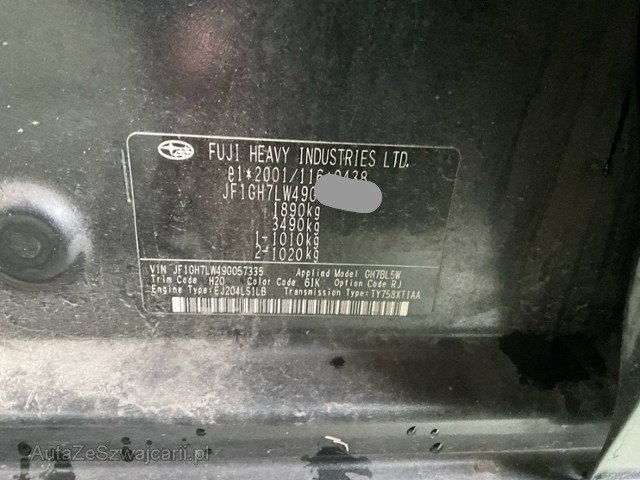 FUJI HEAVY INDUSTRIES LTD.
e1*2001/116*0438
JF1GH7LW490
1890kg
3490kg
1-1010kg
2-1020kg
VIN JF1GH7LW490057335 Applied Model GH7BL5W
Trim Code H20 Color Code 61K Option Code RJ
Engine Type:EJ204LS1LB Transmission Type:TY758XT1AA
AutaZeSzwajcarii.pl